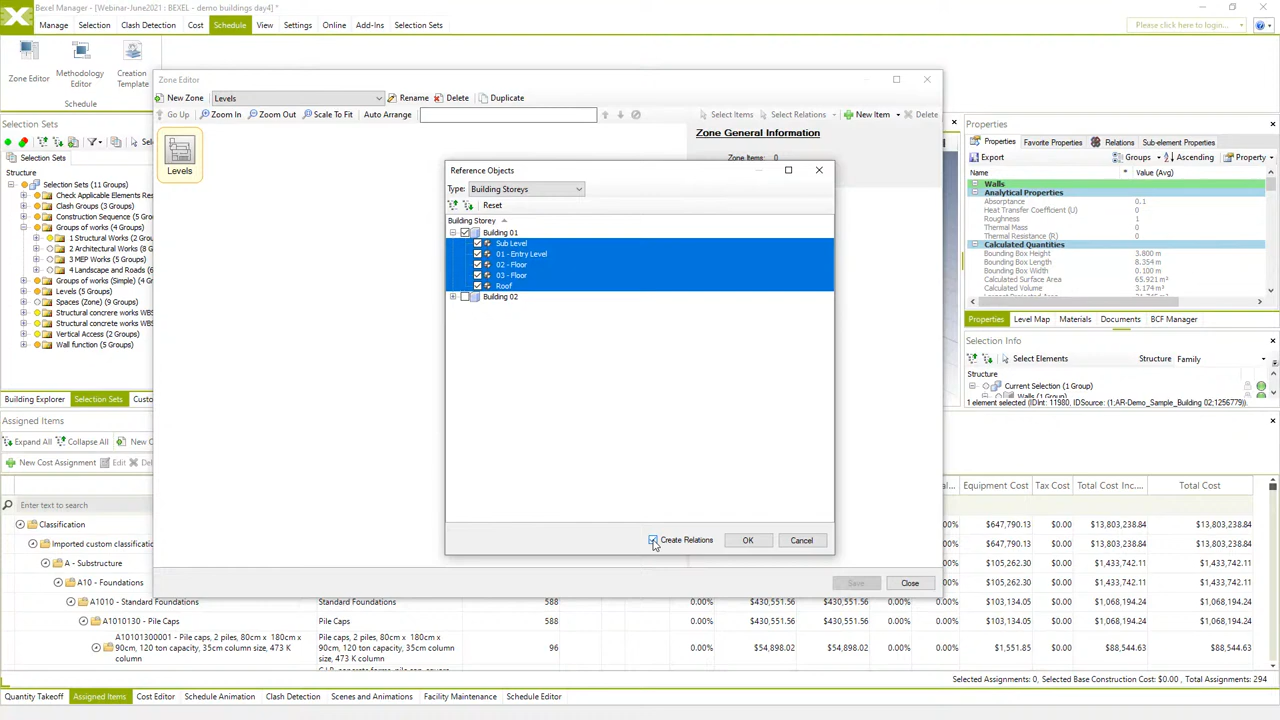 Bexel Manager - [Webinar-June2021 : BEXEL - demo buildings day4]
Manage Selection Clash Detection Cost Schedule View Settings Online Add-Ins Selection Sets
Please click here to login...
Zone Editor
Methodology Editor
Creation Template
Schedule
Selection Sets
Selection Sets
Structure
Selection Sets (11 Groups)
Check Applicable Elements Res
Clash Groups (3 Groups)
Construction Sequence (5 Group
Groups of works (4 Groups)
1 Structural Works (2 Groups)
2 Architectural Works (8 Grou
3 MEP Works (3 Groups)
4 Landscape and Roads (6 G
Groups of works (Simple) (4 Grou
Levels (5 Groups)
Spaces (Zone) (9 Groups)
Structural concrere works WBS
Structural concrete works WBS
Vertical Access (2 Groups)
Wall function (5 Groups)
Building Explorer Selection Sets Custo
Zone Editor
New Zone Levels Rename Delete Duplicate
Go Up Zoom In Zoom Out Scale To Fit Auto Arrange Select Items Select Relations New Item Delete
Levels
Zone General Information
Zone Items: 0
Reference Objects
Type: Building Storeys
Reset
Building Storey
Building 01
Sub Level
01 - Entry Level
02 - Floor
03 - Floor
Roof
Building 02
Create Relations OK Cancel
Save Close
Properties
Properties Favorite Properties Relations Sub-element Properties
Export Groups Ascending Property
Name * Value (Avg)
Walls
Analytical Properties
Absorptance 0,1
Heat Transfer Coefficient (U) 0
Roughness 1
Thermal Mass 0
Thermal Resistance (R) 0
Calculated Quantities
Bounding Box Height 3.800 m
Bounding Box Length 8.354 m
Bounding Box Width 0.100 m
Calculated Surface Area 65.921 m²
Calculated Volume 3.174 m³
Properties Level Map Materials Documents BCF Manager
Selection Info
Select Elements Structure Family
Structure
Current Selection (1 Group)
Walls (1 Group)
1 element selected (IDInt: 11980, IDSource: (1;AR-Demo_Sample_Building 02;1256779)).
Assigned Items
Expand All Collapse All New C
New Cost Assignment Edit De
al... Equipment Cost Tax Cost Total Cost Inc.... Total Cost
Enter text to search
Classification 00% $647,790.13 $0.00 $13,803,238.84 $13,803,238.84
Imported custom classificatio 00% $647,790.13 $0.00 $13,803,238.84 $13,803,238.84
A - Substructure 00% $105,262.30 $0.00 $1,433,742.11 $1,433,742.11
A10 - Foundations 00% $105,262.30 $0.00 $1,433,742.11 $1,433,742.11
A1010 - Standard Foundations Standard Foundations 588 0.00% $430,551.56 $430,551.56 0.00% $103,134.05 $0.00 $1,068,194.24 $1,068,194.24
A1010130 - Pile Caps Pile Caps 588 0.00% $430,551.56 $430,551.56 0.00% $103,134.05 $0.00 $1,068,194.24 $1,068,194.24
A10101300001 - Pile caps, 2 piles, 80cm x 180cm x 90cm, 120 ton capacity, 35cm column size, 473 K column
Pile caps, 2 piles, 80cm x 180cm x 90cm, 120 ton capacity, 35cm column size, 473 K column
96 0.00% $54,898.02 $54,898.02 0.00% $1,551.85 $0.00 $88,544.63 $88,544.63
Selected Assignments: 0, Selected Base Construction Cost: $0.00 , Total Assignments: 294
Quantity Takeoff Assigned Items Cost Editor Schedule Animation Clash Detection Scenes and Animations Facility Maintenance Schedule Editor